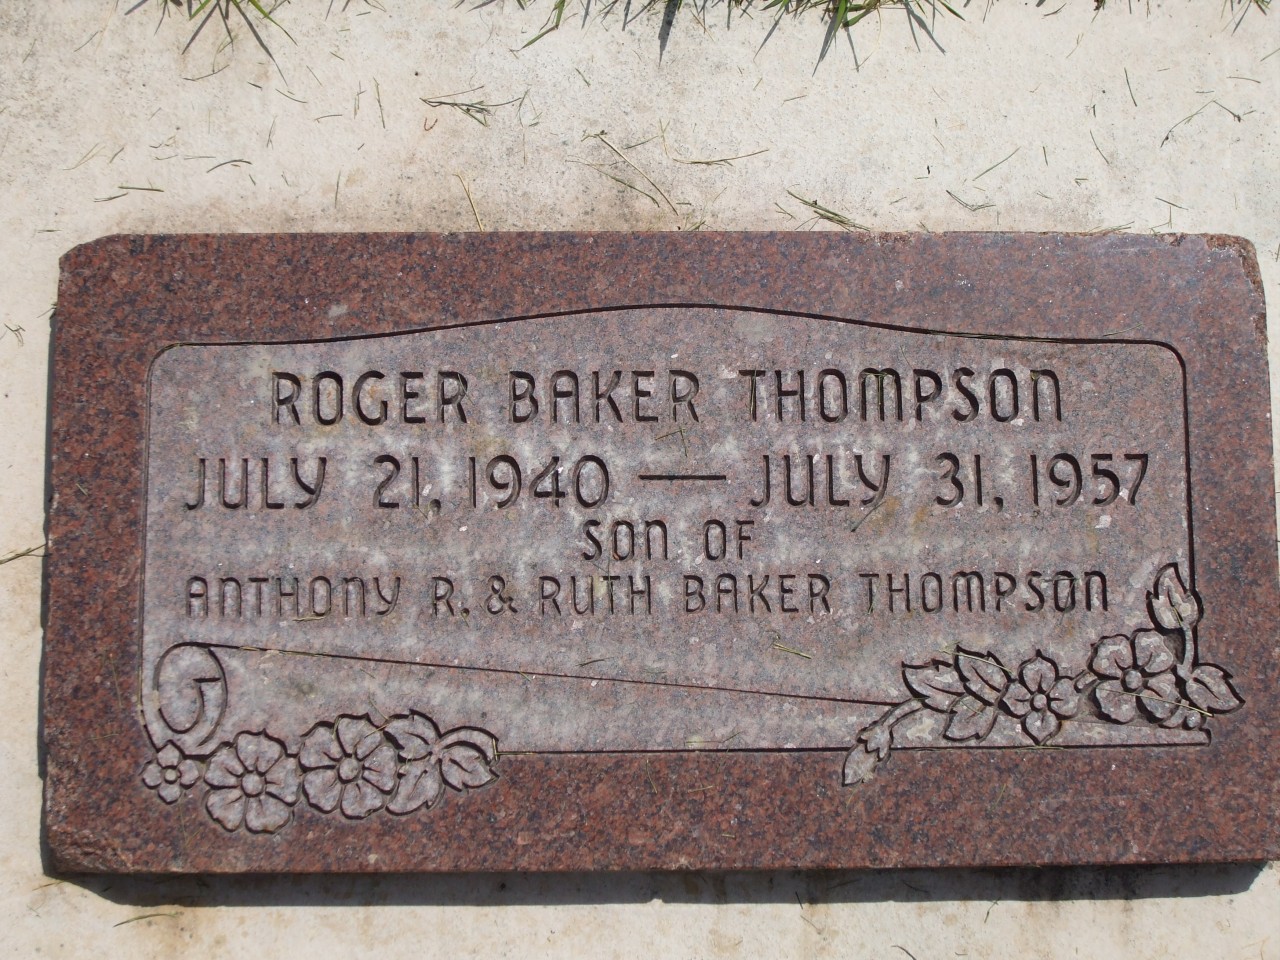 ROGER BAKER THOMPSON
JULY 21, 1940 — JULY 31, 1957
SON OF
ANTHONY R. & RUTH BAKER THOMPSON